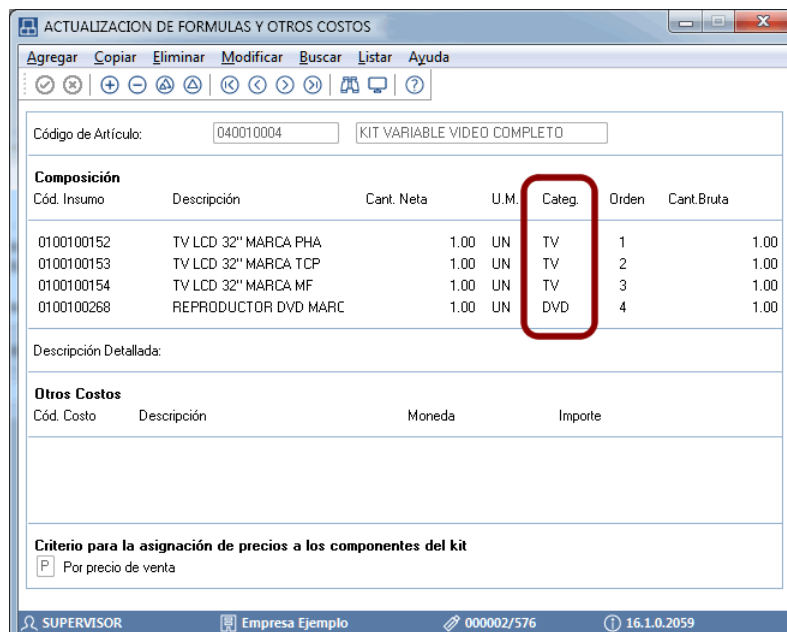 ACTUALIZACION DE FORMULAS Y OTROS COSTOS
Agregar Copiar Eliminar Modificar Buscar Listar Ayuda
Código de Artículo: 040010004 KIT VARIABLE VIDEO COMPLETO
Composición
Cód. Insumo Descripción Cant. Neta U.M. Categ. Orden Cant.Bruta
0100100152 TV LCD 32" MARCA PHA 1.00 UN TV 1 1.00
0100100153 TV LCD 32" MARCA TCP 1.00 UN TV 2 1.00
0100100154 TV LCD 32" MARCA MF 1.00 UN TV 3 1.00
0100100268 REPRODUCTOR DVD MARC 1.00 UN DVD 4 1.00
Descripción Detallada:
Otros Costos
Cód. Costo Descripción Moneda Importe
Criterio para la asignación de precios a los componentes del kit
P Por precio de venta
SUPERVISOR Empresa Ejemplo 000002/576 16.1.0.2059